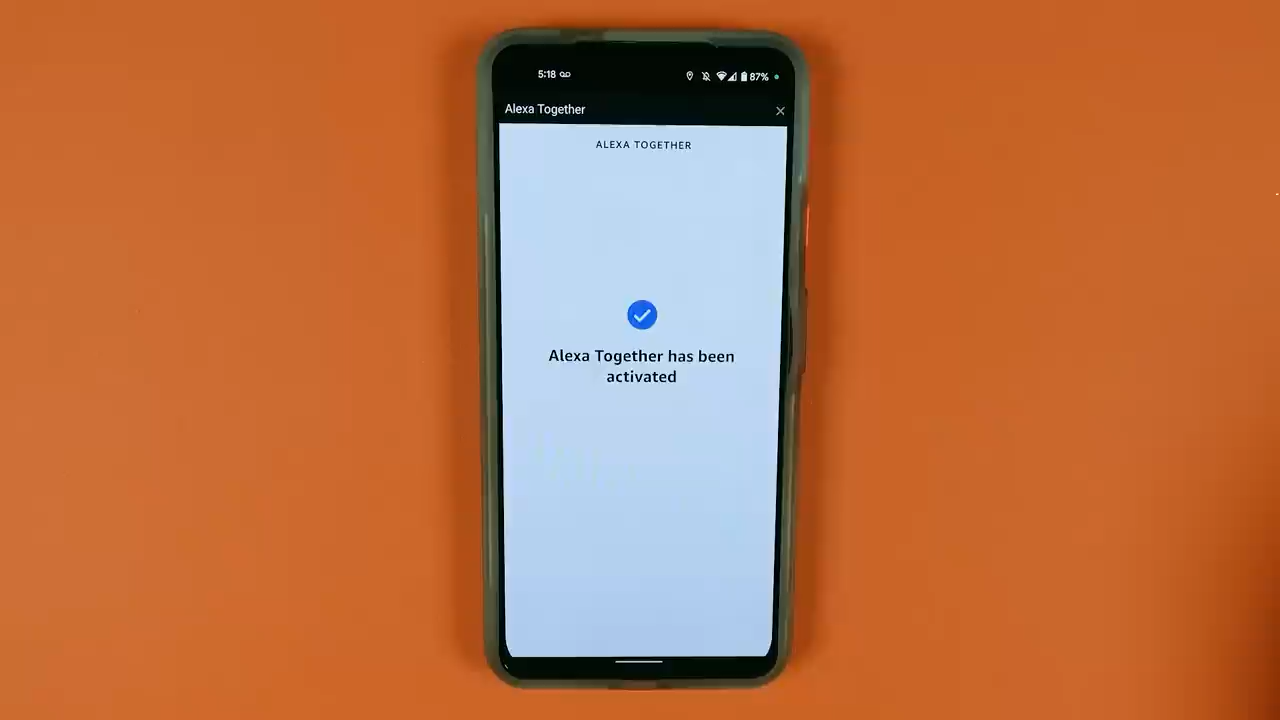 5:18
87%
Alexa Together
ALEXA TOGETHER
Alexa Together has been
activated